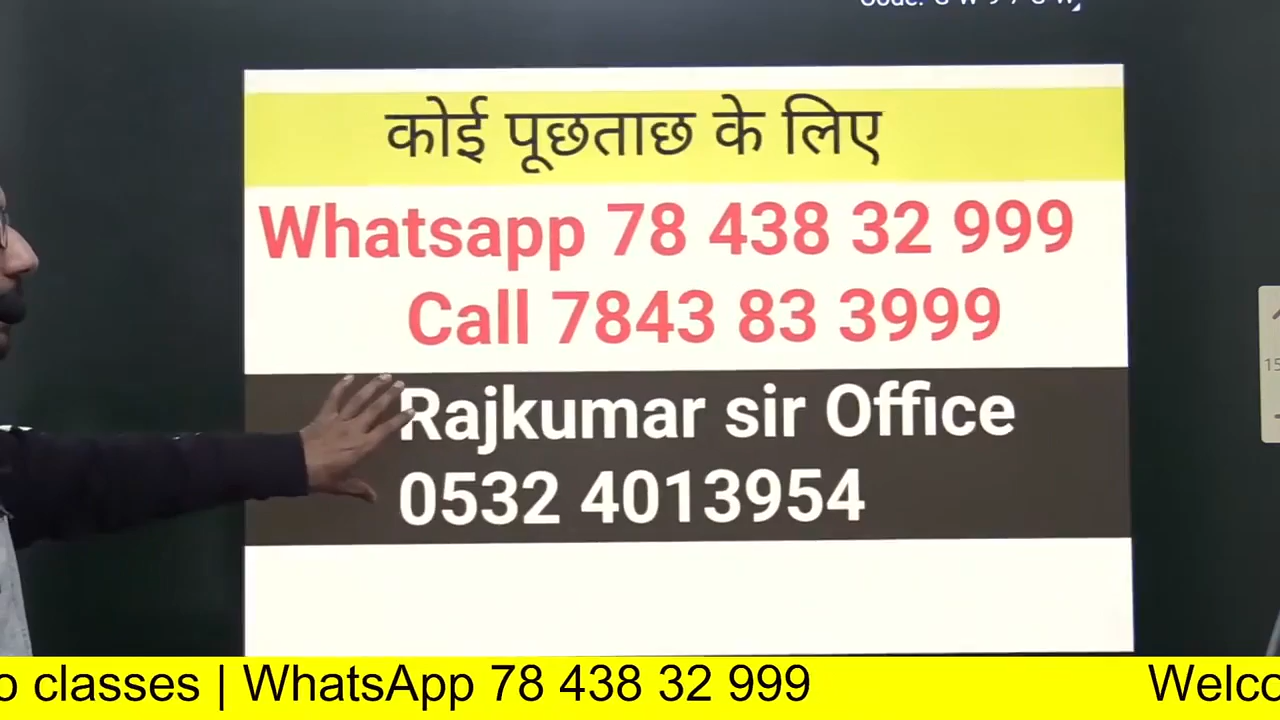 कोई पूछताछ के लिए
Whatsapp 78 438 32 999
Call 7843 83 3999
Rajkumar sir Office
0532 4013954
classes | WhatsApp 78 438 32 999